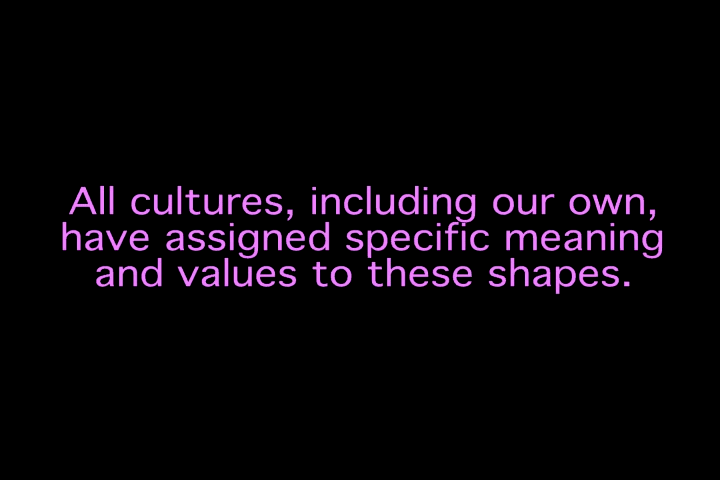 All cultures, including our own,
have assigned specific meaning
and values to these shapes.